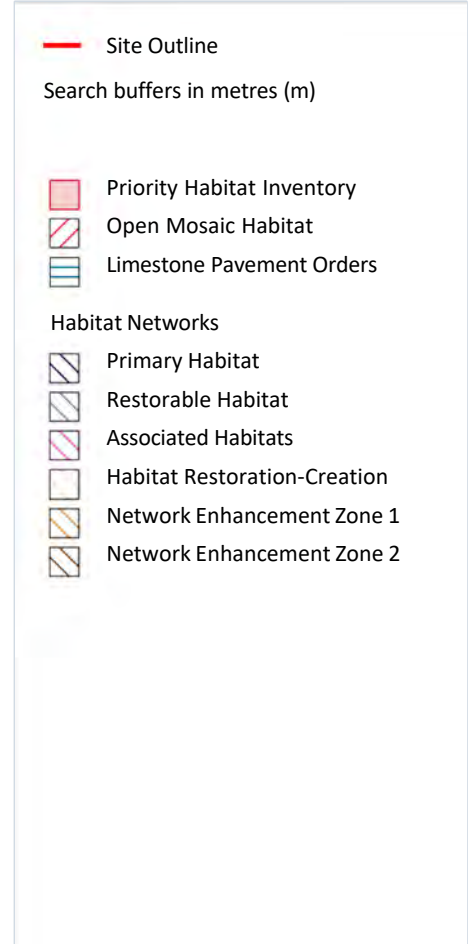 Site Outline
Search buffers in metres (m)
Priority Habitat Inventory
Open Mosaic Habitat
Limestone Pavement Orders
Habitat Networks
Primary Habitat
Restorable Habitat
Associated Habitats
Habitat Restoration-Creation
Network Enhancement Zone 1
Network Enhancement Zone 2